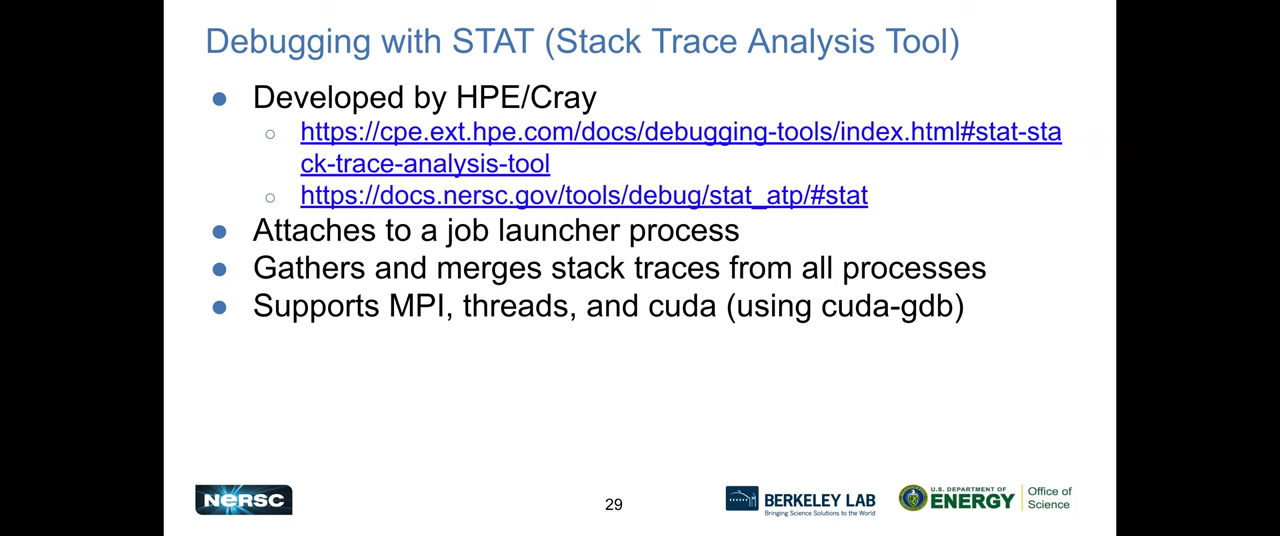 Debugging with STAT (Stack Trace Analysis Tool)
● Developed by HPE/Cray
○ https://cpe.ext.hpe.com/docs/debugging-tools/index.html#stat-sta
ck-trace-analysis-tool
○ https://docs.nersc.gov/tools/debug/stat_atp/#stat
● Attaches to a job launcher process
● Gathers and merges stack traces from all processes
● Supports MPI, threads, and cuda (using cuda-gdb)
NERSC
29
BERKELEY LAB
Bringing Science Solutions to the World
U.S. DEPARTMENT OF
ENERGY
Office of
Science